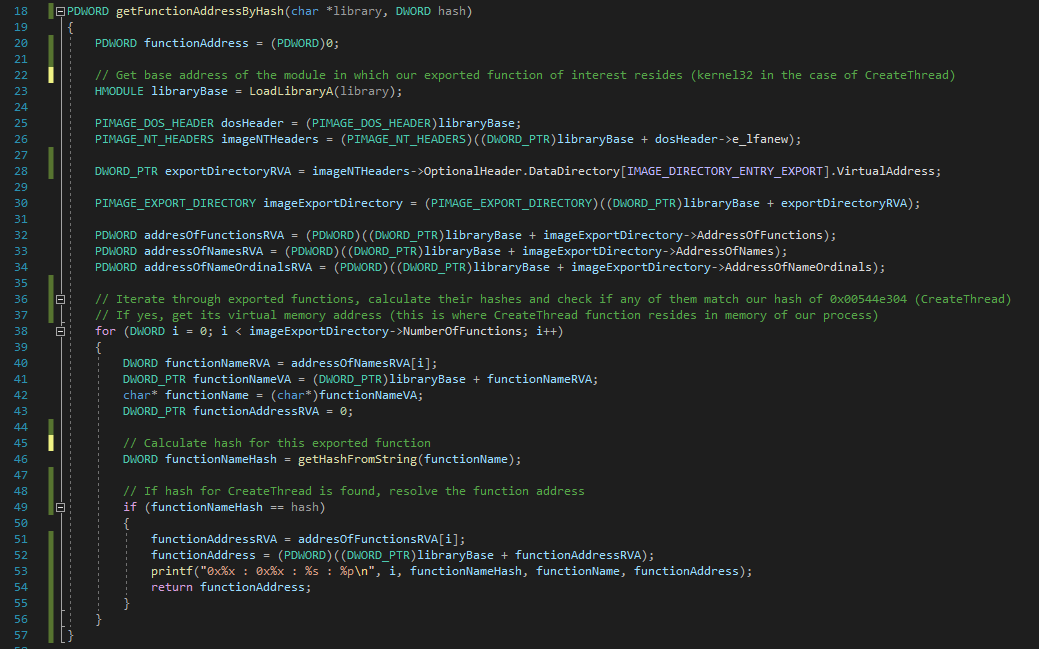 18 PDWORD getFunctionAddressByHash(char *library, DWORD hash)
19 {
20 PDWORD functionAddress = (PDWORD)0;
21
22 // Get base address of the module in which our exported function of interest resides (kernel32 in the case of CreateThread)
23 HMODULE libraryBase = LoadLibraryA(library);
24
25 PIMAGE_DOS_HEADER dosHeader = (PIMAGE_DOS_HEADER)libraryBase;
26 PIMAGE_NT_HEADERS imageNTHeaders = (PIMAGE_NT_HEADERS)((DWORD_PTR)libraryBase + dosHeader->e_lfanew);
27
28 DWORD_PTR exportDirectoryRVA = imageNTHeaders->OptionalHeader.DataDirectory[IMAGE_DIRECTORY_ENTRY_EXPORT].VirtualAddress;
29
30 PIMAGE_EXPORT_DIRECTORY imageExportDirectory = (PIMAGE_EXPORT_DIRECTORY)((DWORD_PTR)libraryBase + exportDirectoryRVA);
31
32 PDWORD addresOfFunctionsRVA = (PDWORD)((DWORD_PTR)libraryBase + imageExportDirectory->AddressOfFunctions);
33 PDWORD addressOfNamesRVA = (PDWORD)((DWORD_PTR)libraryBase + imageExportDirectory->AddressOfNames);
34 PDWORD addressOfNameOrdinalsRVA = (PDWORD)((DWORD_PTR)libraryBase + imageExportDirectory->AddressOfNameOrdinals);
35
36 // Iterate through exported functions, calculate their hashes and check if any of them match our hash of 0x00544e304 (CreateThread)
37 // If yes, get its virtual memory address (this is where CreateThread function resides in memory of our process)
38 for (DWORD i = 0; i < imageExportDirectory->NumberOfFunctions; i++)
39 {
40 DWORD functionNameRVA = addressOfNamesRVA[i];
41 DWORD_PTR functionNameVA = (DWORD_PTR)libraryBase + functionNameRVA;
42 char* functionName = (char*)functionNameVA;
43 DWORD_PTR functionAddressRVA = 0;
44
45 // Calculate hash for this exported function
46 DWORD functionNameHash = getHashFromString(functionName);
47
48 // If hash for CreateThread is found, resolve the function address
49 if (functionNameHash == hash)
50 {
51 functionAddressRVA = addresOfFunctionsRVA[i];
52 functionAddress = (PDWORD)((DWORD_PTR)libraryBase + functionAddressRVA);
53 printf("0x%x : 0x%x : %s : %p\n", i, functionNameHash, functionName, functionAddress);
54 return functionAddress;
55 }
56 }
57 }